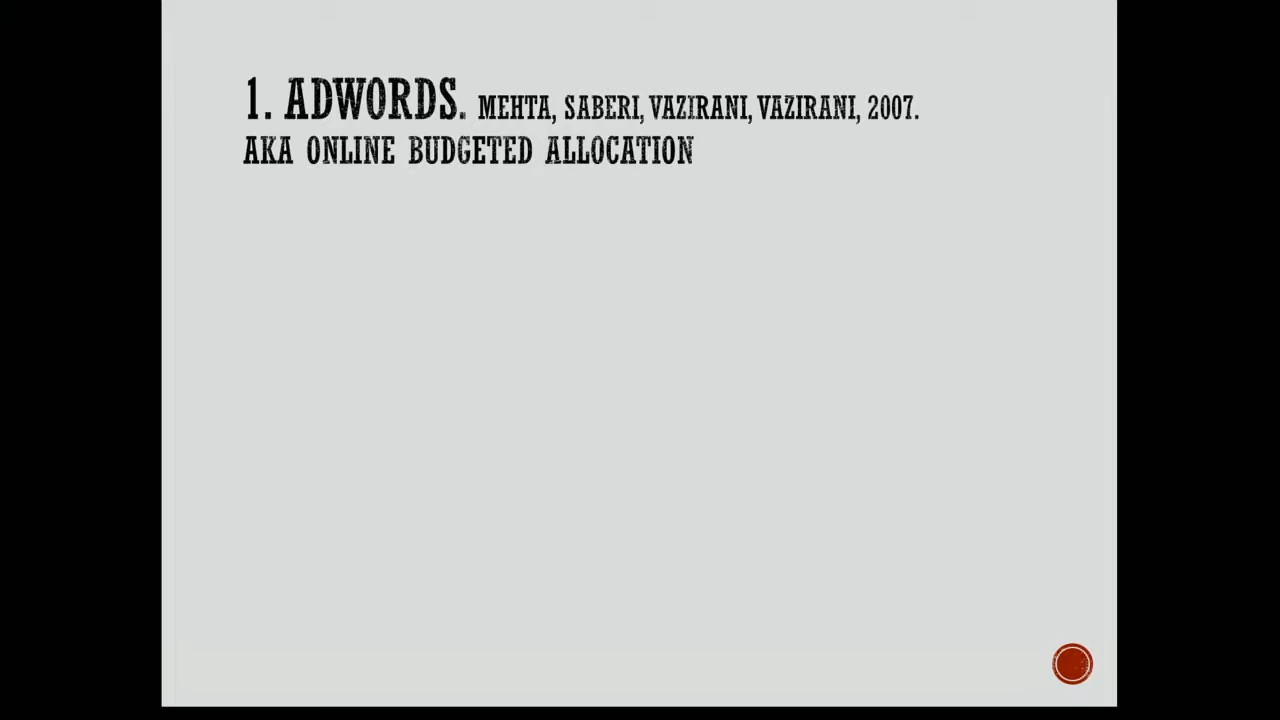 1. ADWORDS. MEHTA, SABERI, VAZIRANI, VAZIRANI, 2007.
AKA ONLINE BUDGETED ALLOCATION